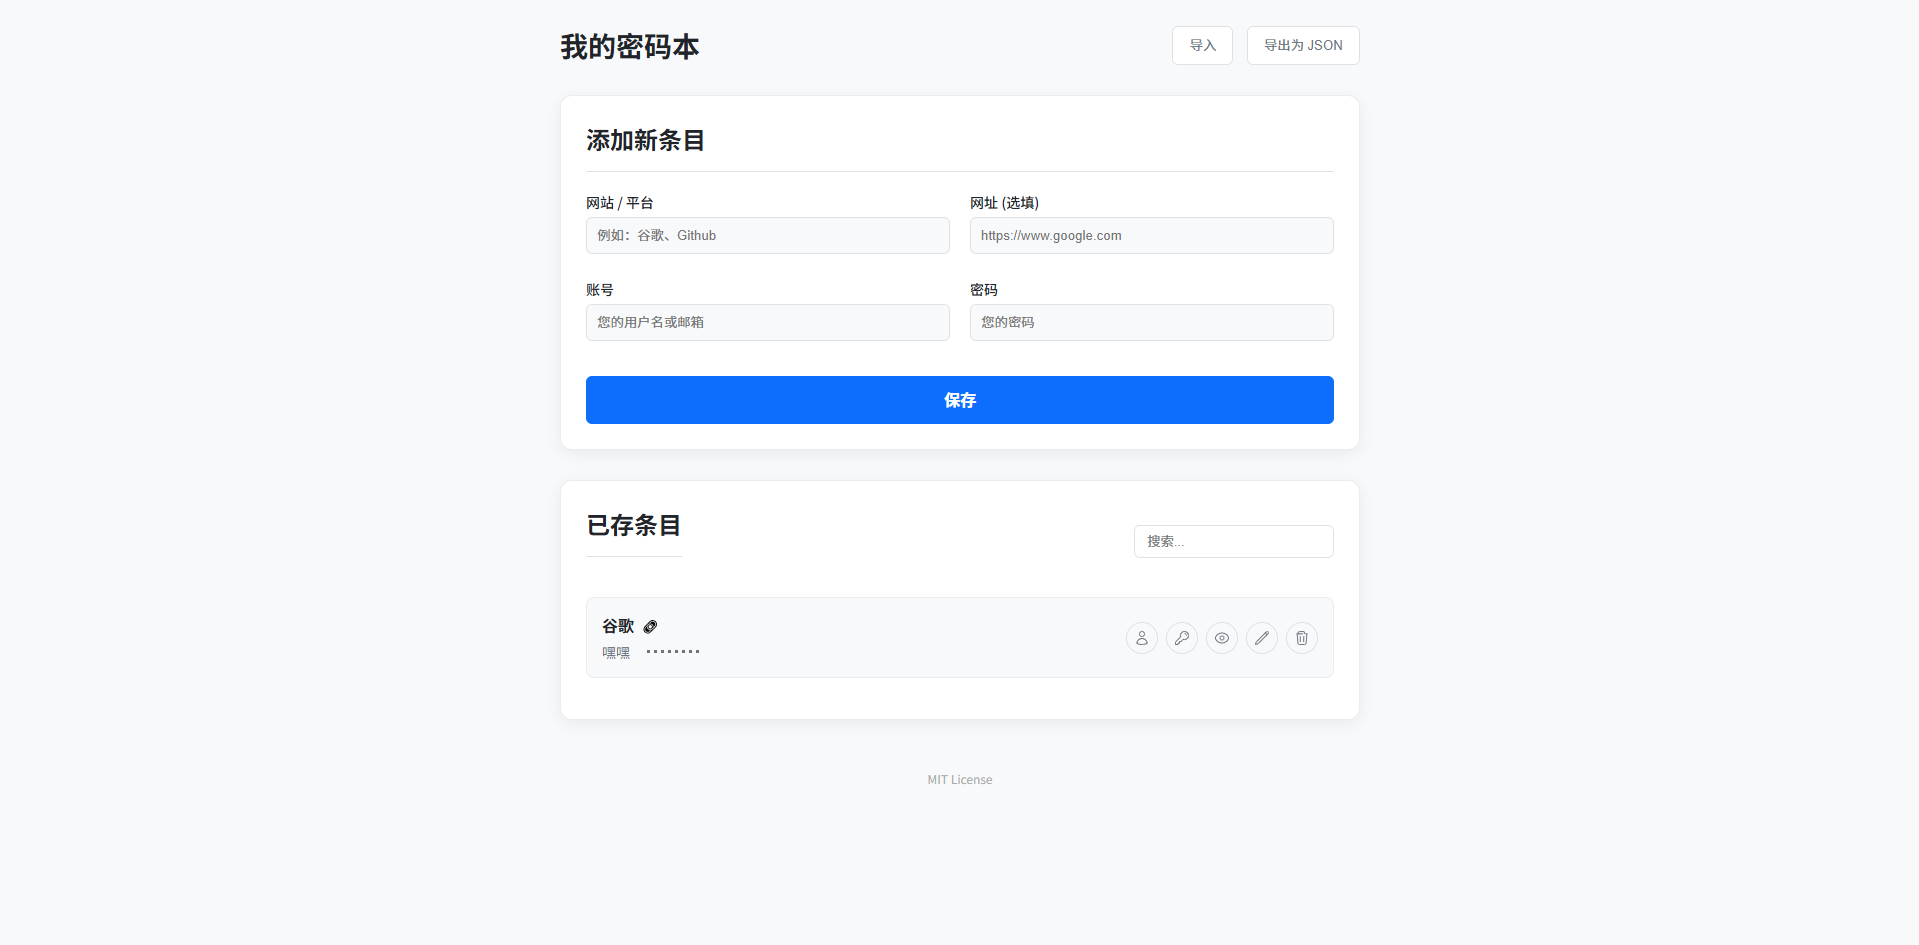 我的密码本
导入
导出为 JSON
添加新条目
网站 / 平台
网址 (选填)
例如：谷歌、Github
https://www.google.com
账号
密码
您的用户名或邮箱
您的密码
保存
已存条目
搜索...
谷歌
嘿嘿 ••••••••
MIT License